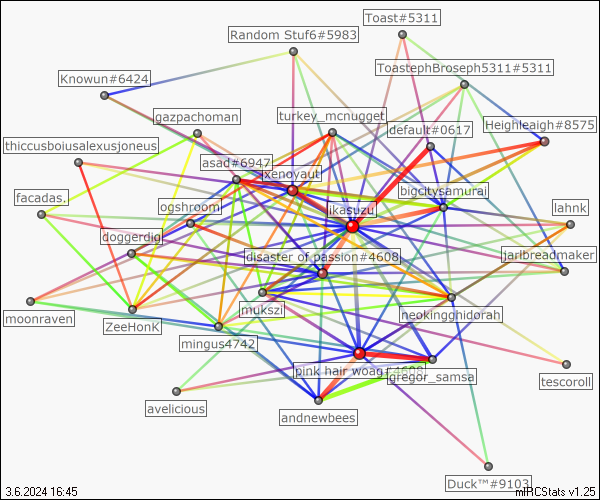 Toast#5311
Random Stuf6#5983
ToastephBroseph5311#5311
Knowun#6424
gazpachoman
turkey_mcnugget
default#0617
Heighleaigh#8575
thiccusboiusalexusjoneus
asad#6947
xenoyaut
bigcitysamurai
facadas.
ogshroom
ikasuzu
lahnk
doggerdig
disaster of passion#4608
jarlbreadmaker
mukszi
neokingghidorah
moonraven
ZeeHonk
mingus4742
pink hair woag#4609
gregor_samsa
tescoroll
avelicious
andnewbees
Duck™#9103
3.6.2024 16:45
mIRCStats v1.25